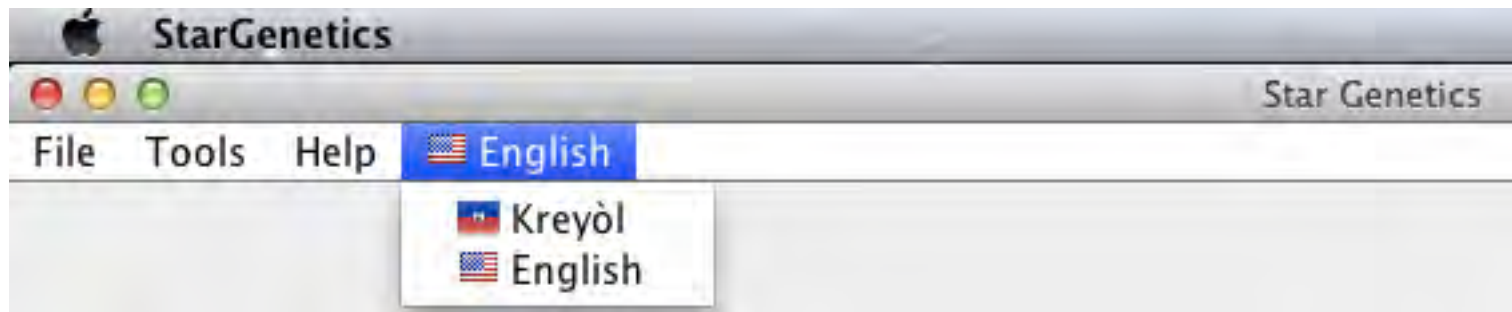 StarGenetics
Star Genetics
File Tools Help English
Kreyòl
English